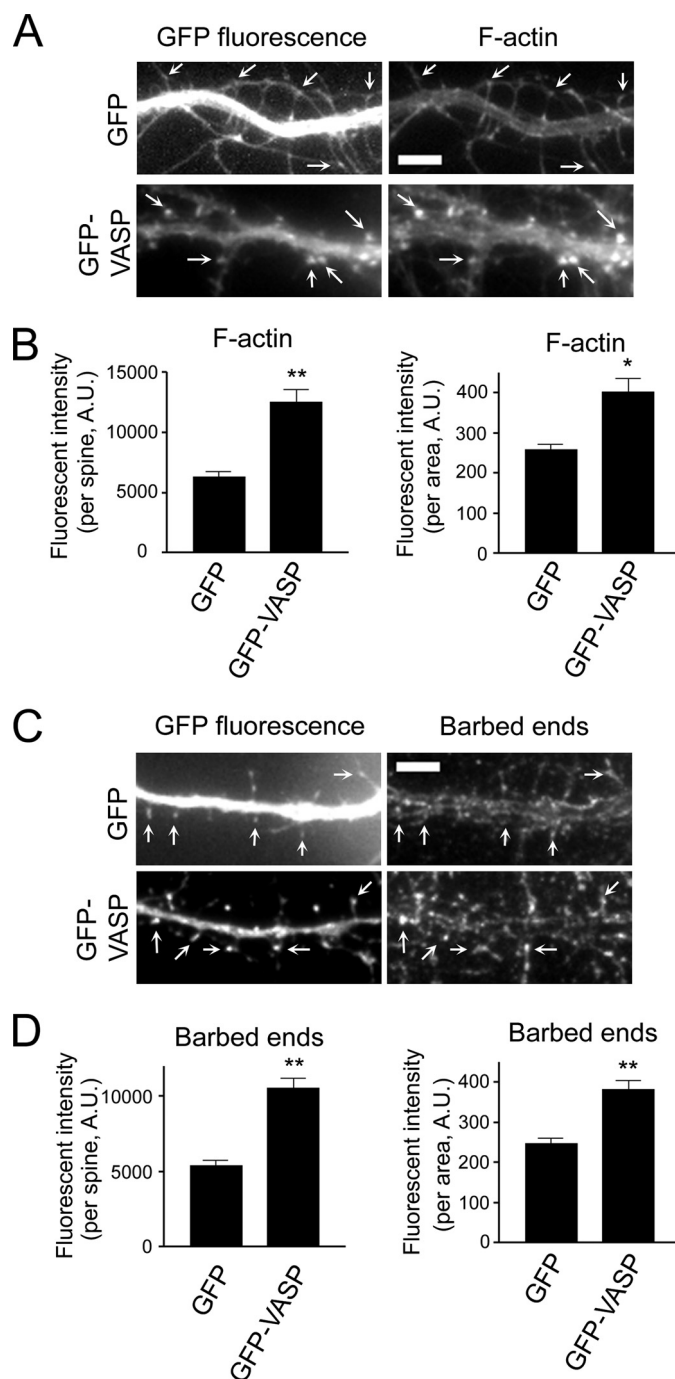 A
GFP fluorescence
F-actin
GFP
GFP-
VASP
B
F-actin
Fluorescent intensity
(per spine, A.U.)
15000
10000
5000
0
**
GFP
GFP-VASP
F-actin
Fluorescent intensity
(per area, A.U.)
400
300
200
100
0
*
GFP
GFP-VASP
C
GFP fluorescence
Barbed ends
GFP
GFP-
VASP
D
Barbed ends
Fluorescent intensity
(per spine, A.U.)
10000
5000
0
**
GFP
GFP-VASP
Barbed ends
Fluorescent intensity
(per area, A.U.)
400
300
200
100
0
**
GFP
GFP-VASP